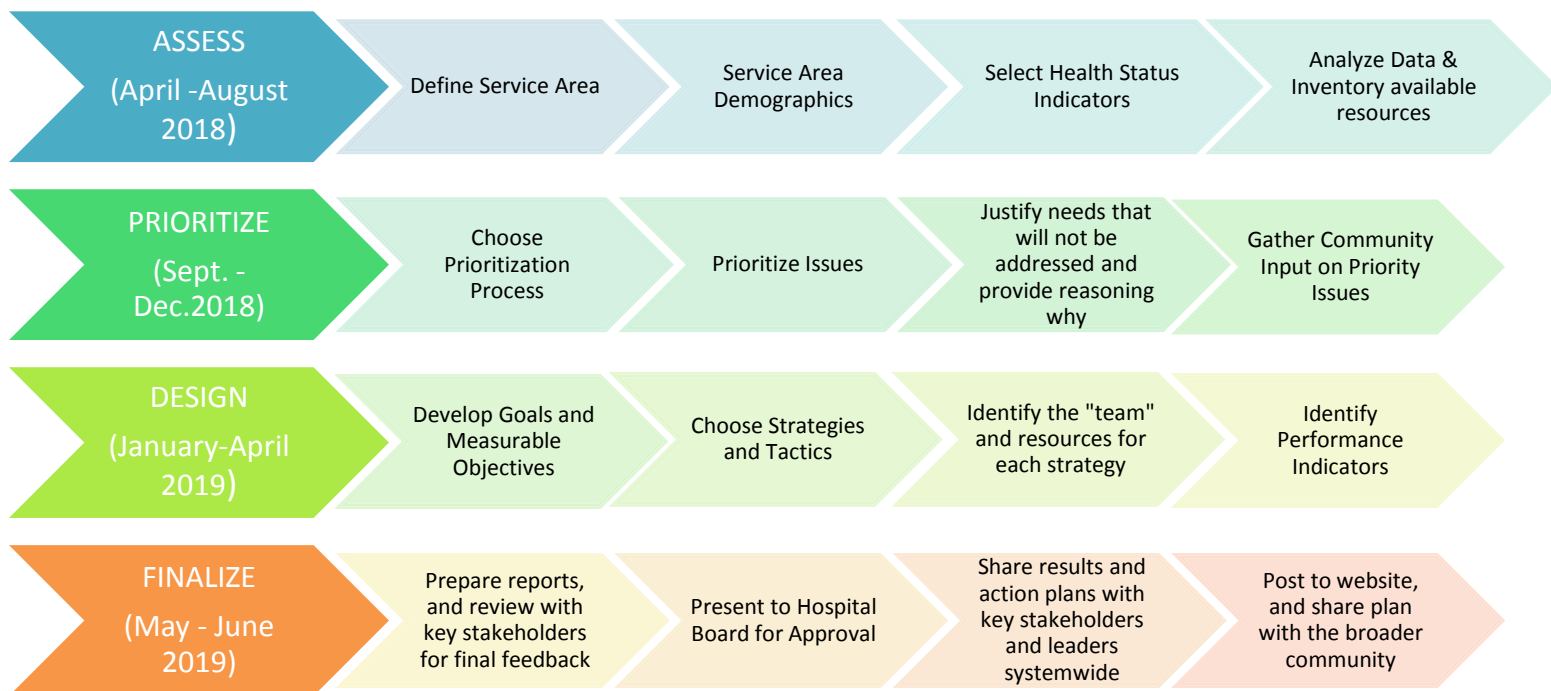 ASSESS
(April -August
2018)
Define Service Area
Service Area
Demographics
Select Health Status
Indicators
Analyze Data &
Inventory available
resources
PRIORITIZE
(Sept. -
Dec.2018)
Choose
Prioritization
Process
Prioritize Issues
Justify needs that
will not be
addressed and
provide reasoning
why
Gather Community
Input on Priority
Issues
DESIGN
(January-April
2019)
Develop Goals and
Measurable
Objectives
Choose Strategies
and Tactics
Identify the "team"
and resources for
each strategy
Identify
Performance
Indicators
FINALIZE
(May - June
2019)
Prepare reports,
and review with
key stakeholders
for final feedback
Present to Hospital
Board for Approval
Share results and
action plans with
key stakeholders
and leaders
systemwide
Post to website,
and share plan
with the broader
community